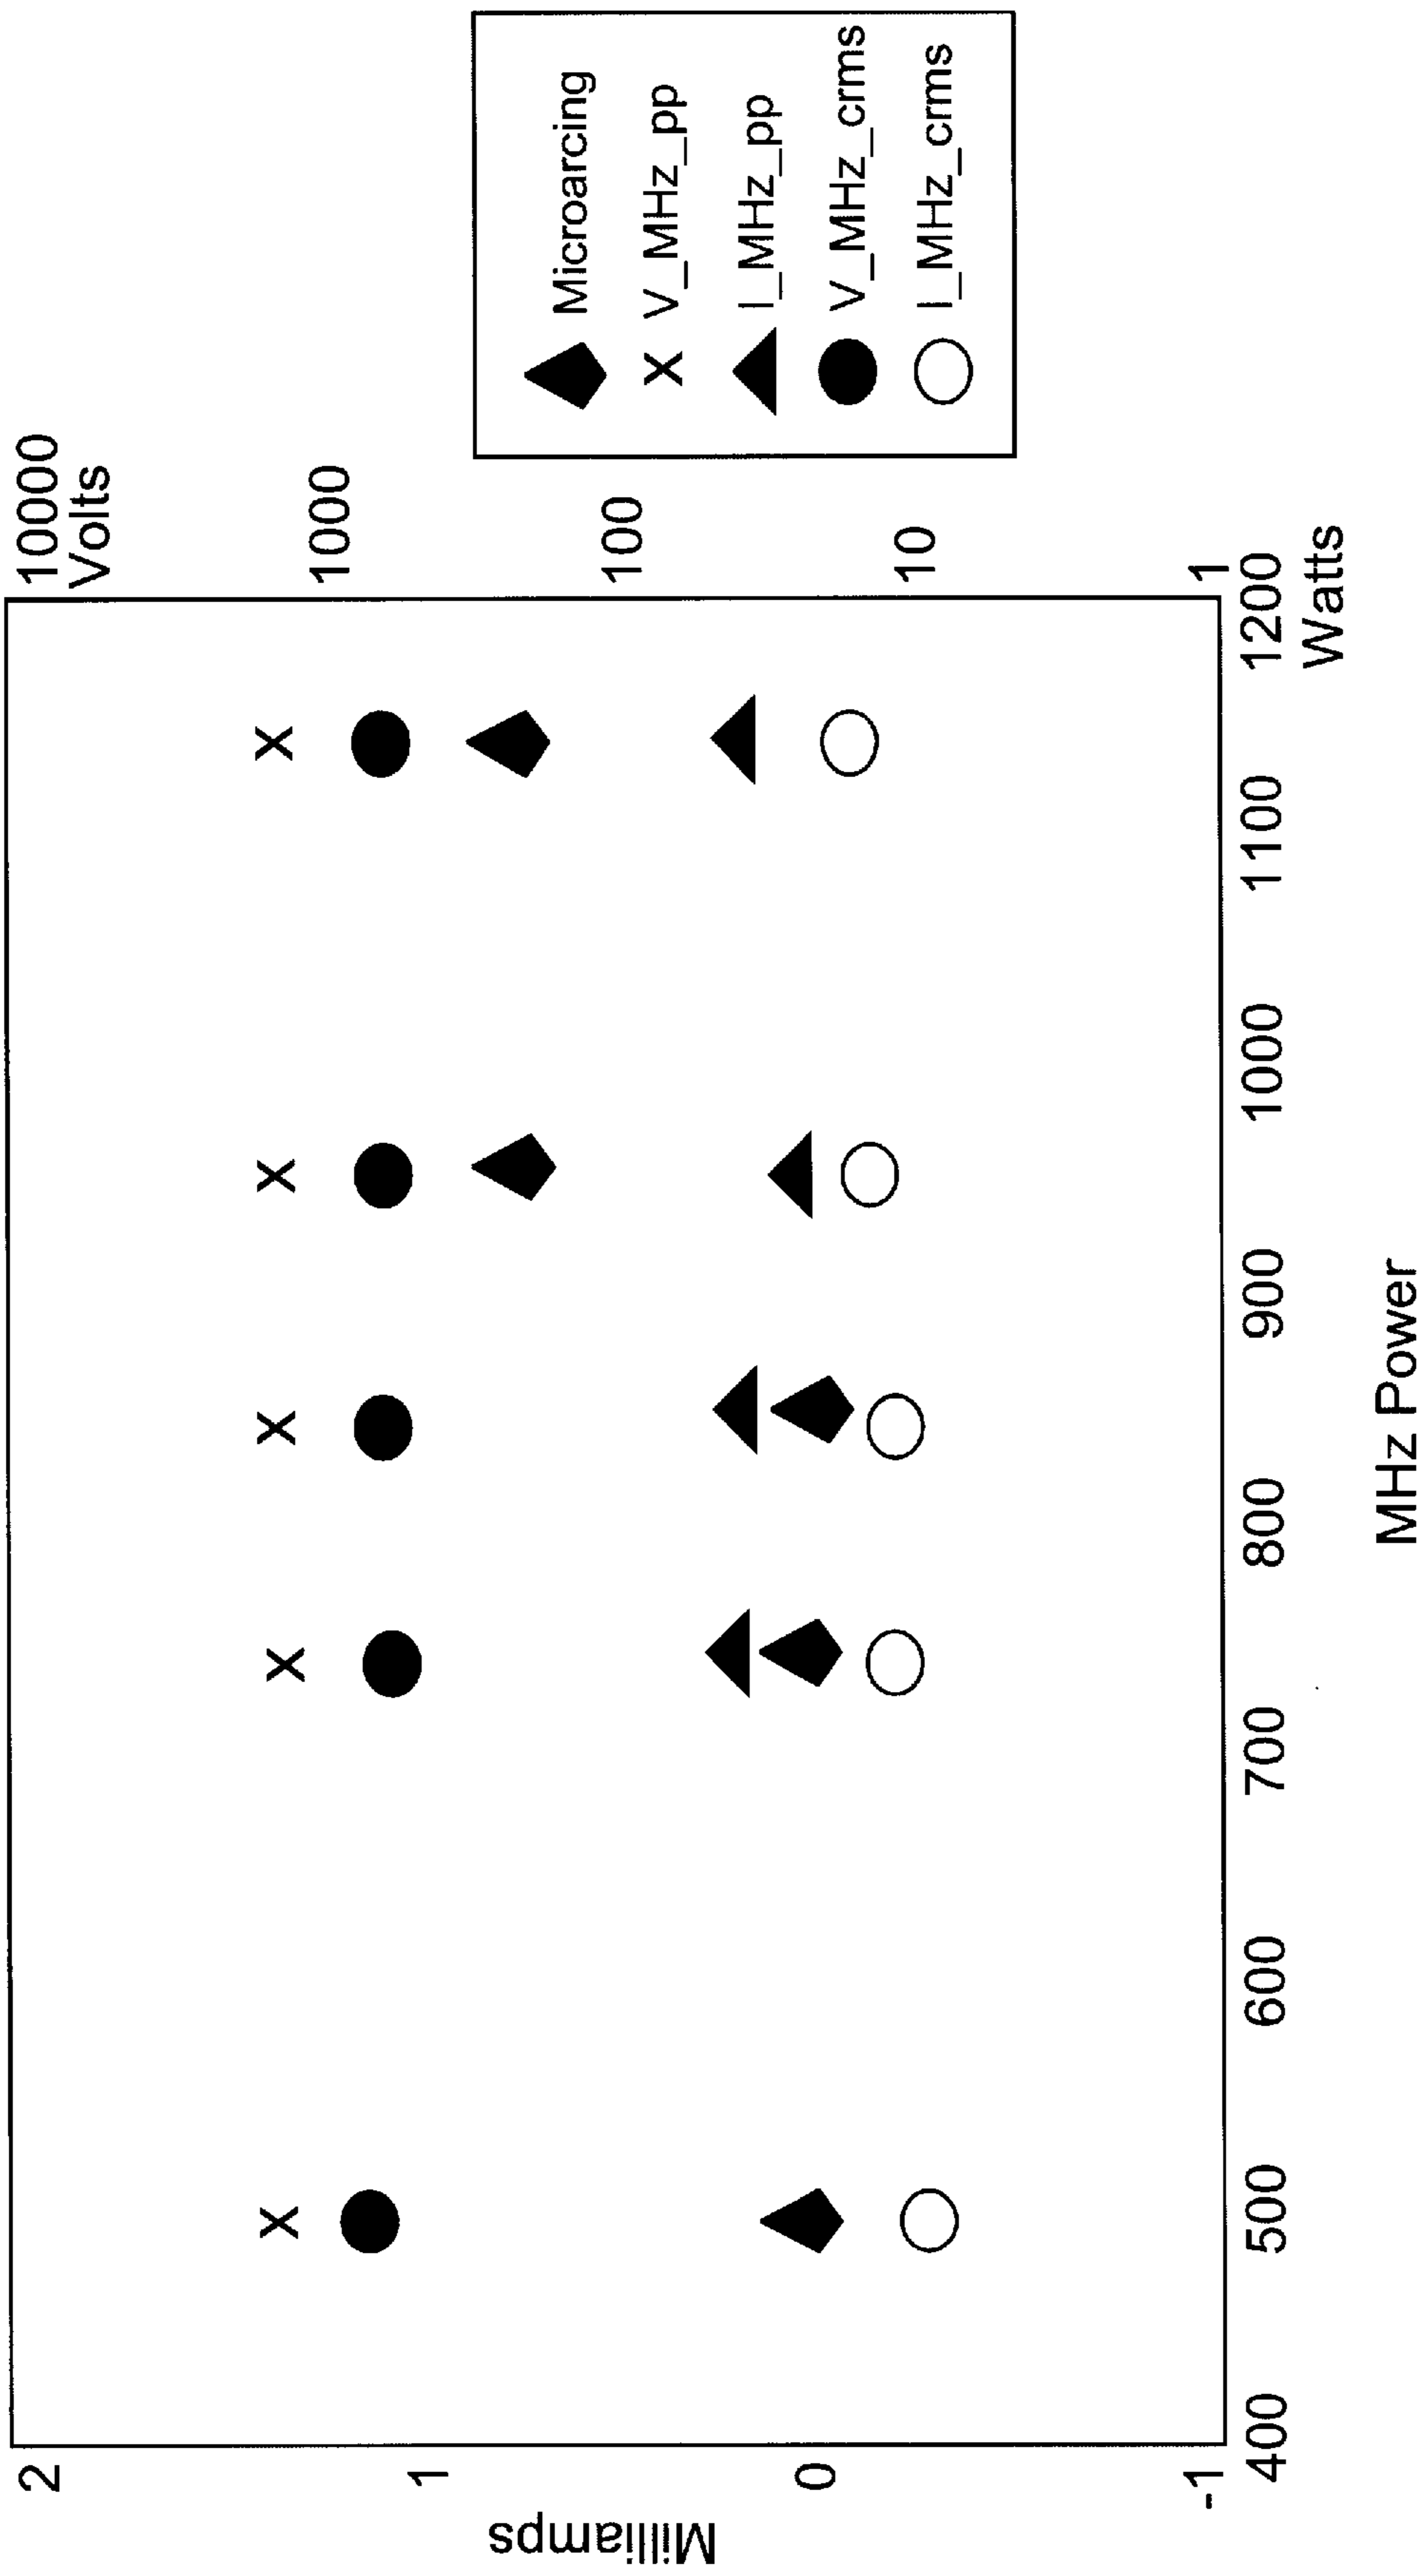 2
1
0
-1
Milliamps
10000
Volts
1000
100
10
1
400
500
600
700
800
900
1000
1100
1200
Watts
MHz Power
Microarcing
X V_MHz_pp
I_MHz_pp
V_MHz_crms
I_MHz_crms